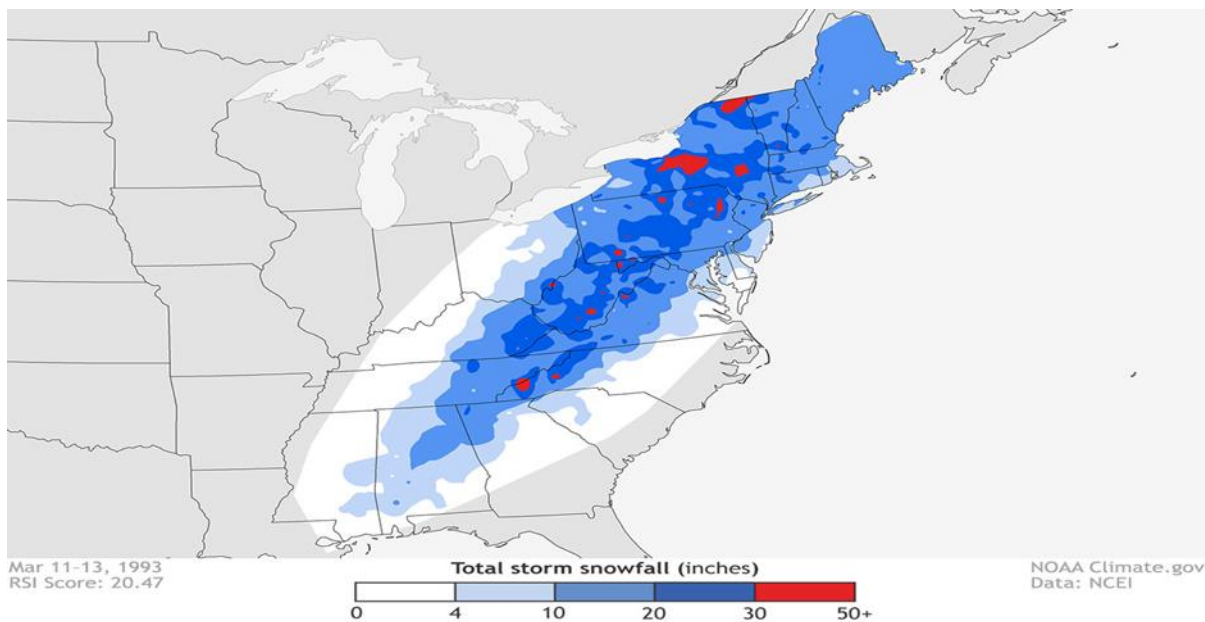 Mar 11-13, 1993
RSI Score: 20.47
Total storm snowfall (inches)
0 4 10 20 30 50+
NOAA Climate.gov
Data: NCEI